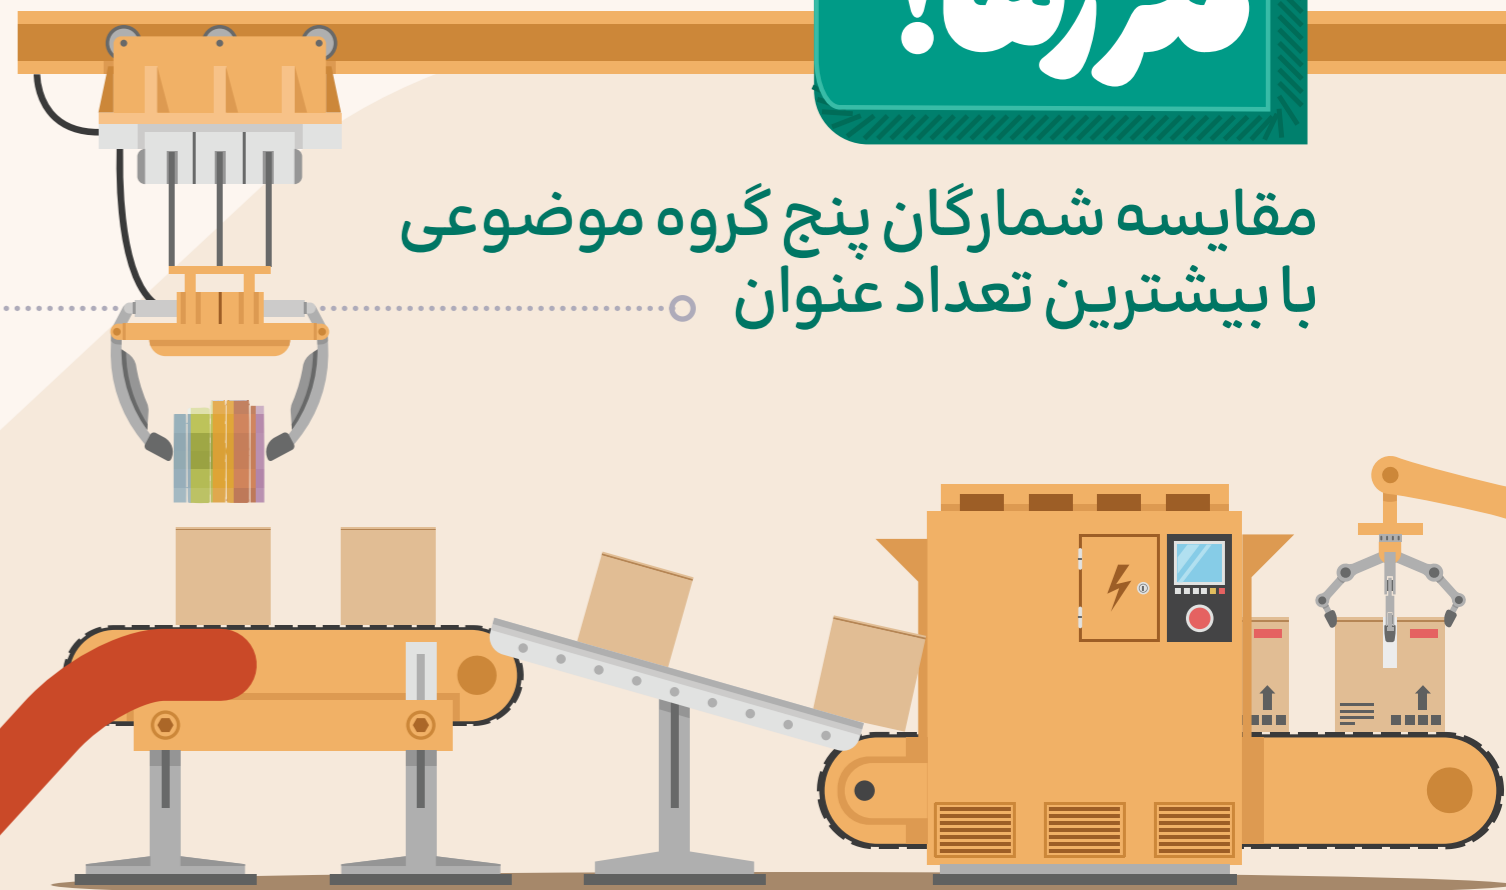 مقایسه شمارگان پنج گروه موضوعی
با بیشترین تعداد عنوان